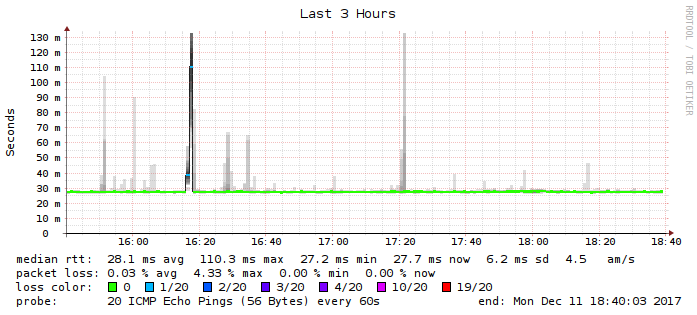 Last 3 Hours
RRDTOOL / TOBI OETIKER
Seconds
130 m
120 m
110 m
100 m
90 m
80 m
70 m
60 m
50 m
40 m
30 m
20 m
10 m
0
16:00 16:20 16:40 17:00 17:20 17:40 18:00 18:20 18:40
median rtt: 28.1 ms avg 110.3 ms max 27.2 ms min 27.7 ms now 6.2 ms sd 4.5 am/s
packet loss: 0.03 % avg 4.33 % max 0.00 % min 0.00 % now
loss color: 0 1/20 2/20 3/20 4/20 10/20 19/20
probe: 20 ICMP Echo Pings (56 Bytes) every 60s end: Mon Dec 11 18:40:03 2017